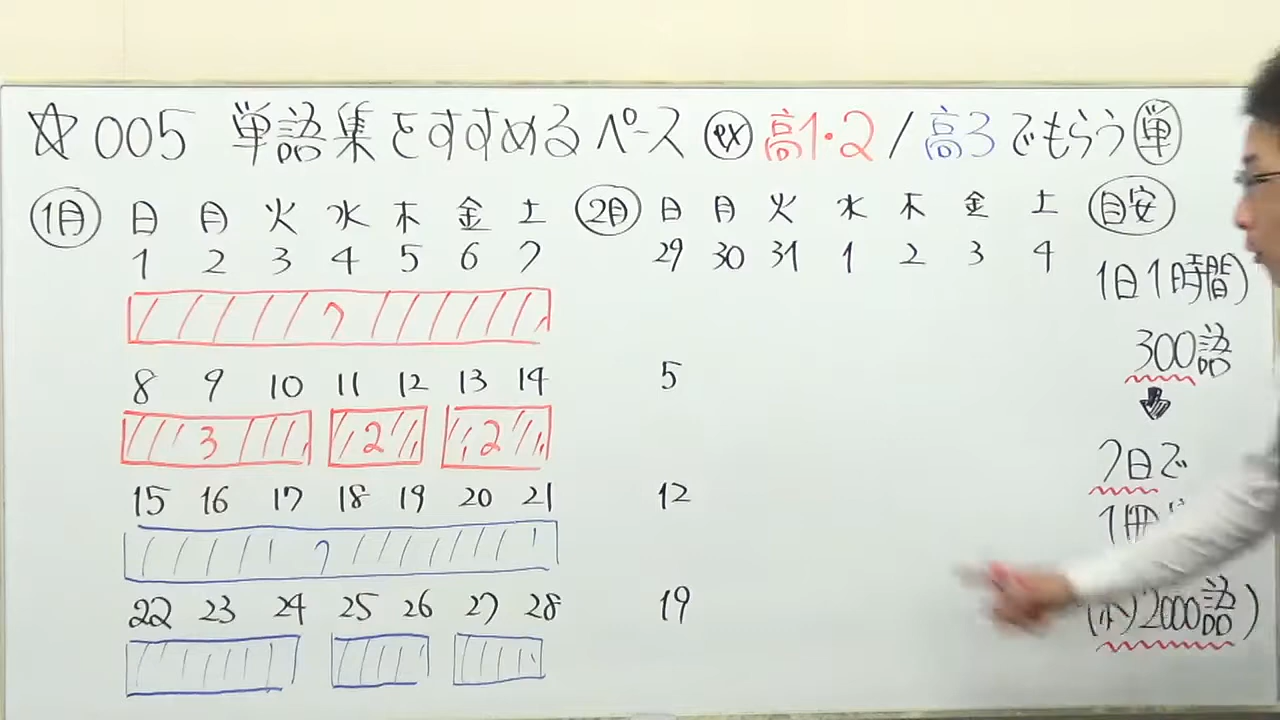 ☆005 単語集をすすめるペース ex 高1・2/高3でもらう単
1月 日 月 火 水 木 金 土
1 2 3 4 5 6 7
7
8 9 10 11 12 13 14
3 2 2
15 16 17 18 19 20 21
7
22 23 24 25 26 27 28
2月 日 月 火 水 木 金 土
29 30 31 1 2 3 4
5
12
19
目安
1日1時間)
300語
↓
7日で
1冊
2000語)